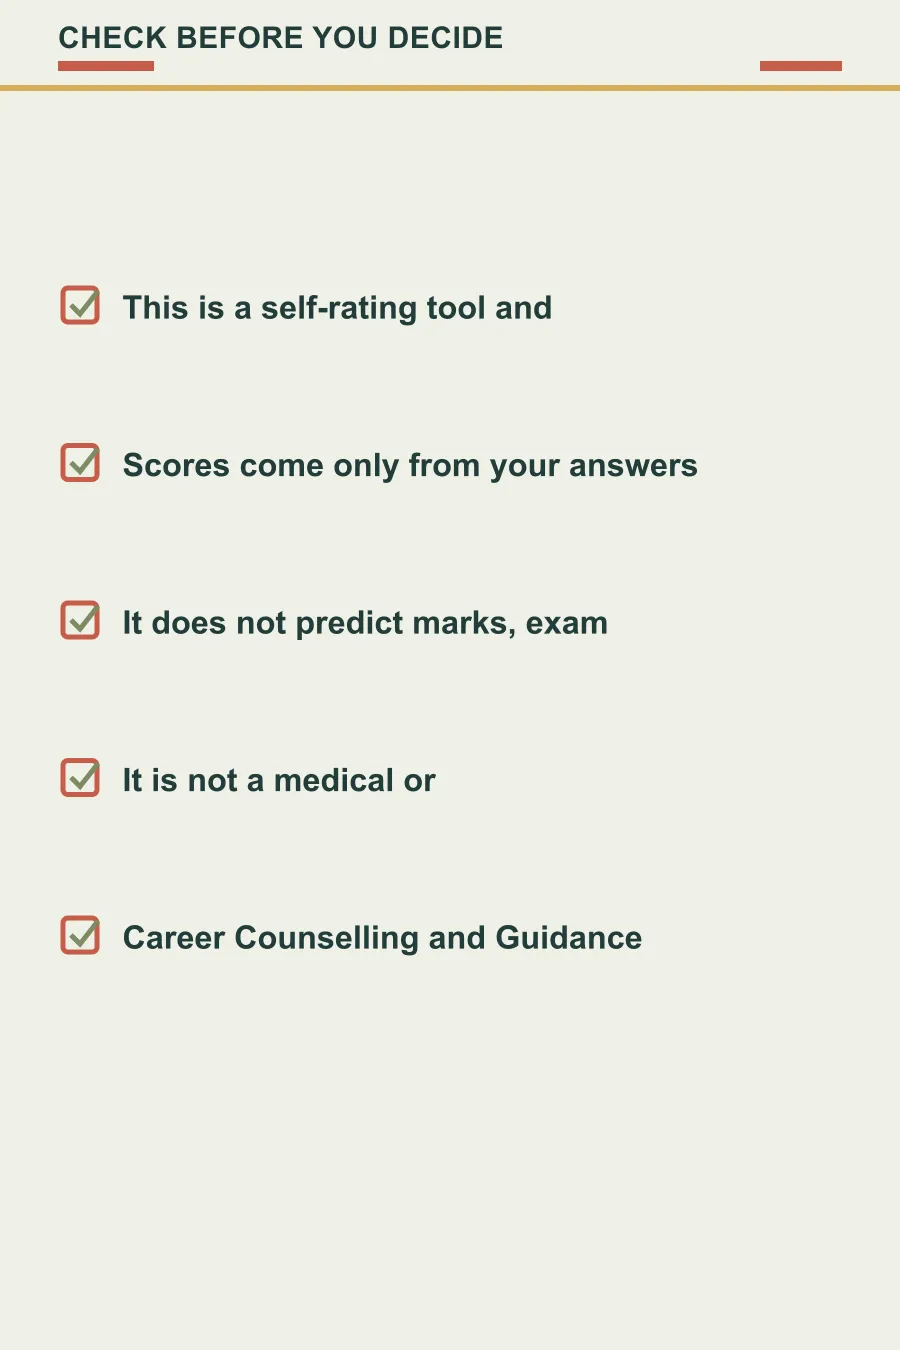 CHECK BEFORE YOU DECIDE
This is a self-rating tool and
Scores come only from your answers
It does not predict marks, exam
It is not a medical or
Career Counselling and Guidance